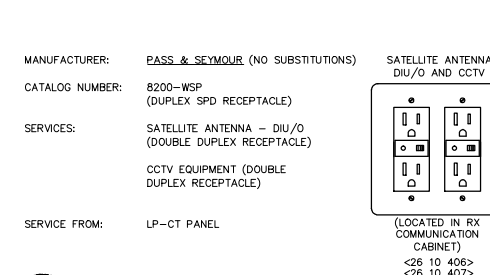 MANUFACTURER: PASS & SEYMOUR (NO SUBSTITUTIONS)
CATALOG NUMBER: 8200-WSP
(DUPLEX SPD RECEPTACLE)
SERVICES: SATELLITE ANTENNA - DIU/O
(DOUBLE DUPLEX RECEPTACLE)
CCTV EQUIPMENT (DOUBLE
DUPLEX RECEPTACLE)
SERVICE FROM: LP-CT PANEL
SATELLITE ANTENNA
DIU/O AND CCTV
(LOCATED IN RX
COMMUNICATION
CABINET)
<26 10 406>
<26 10 407>